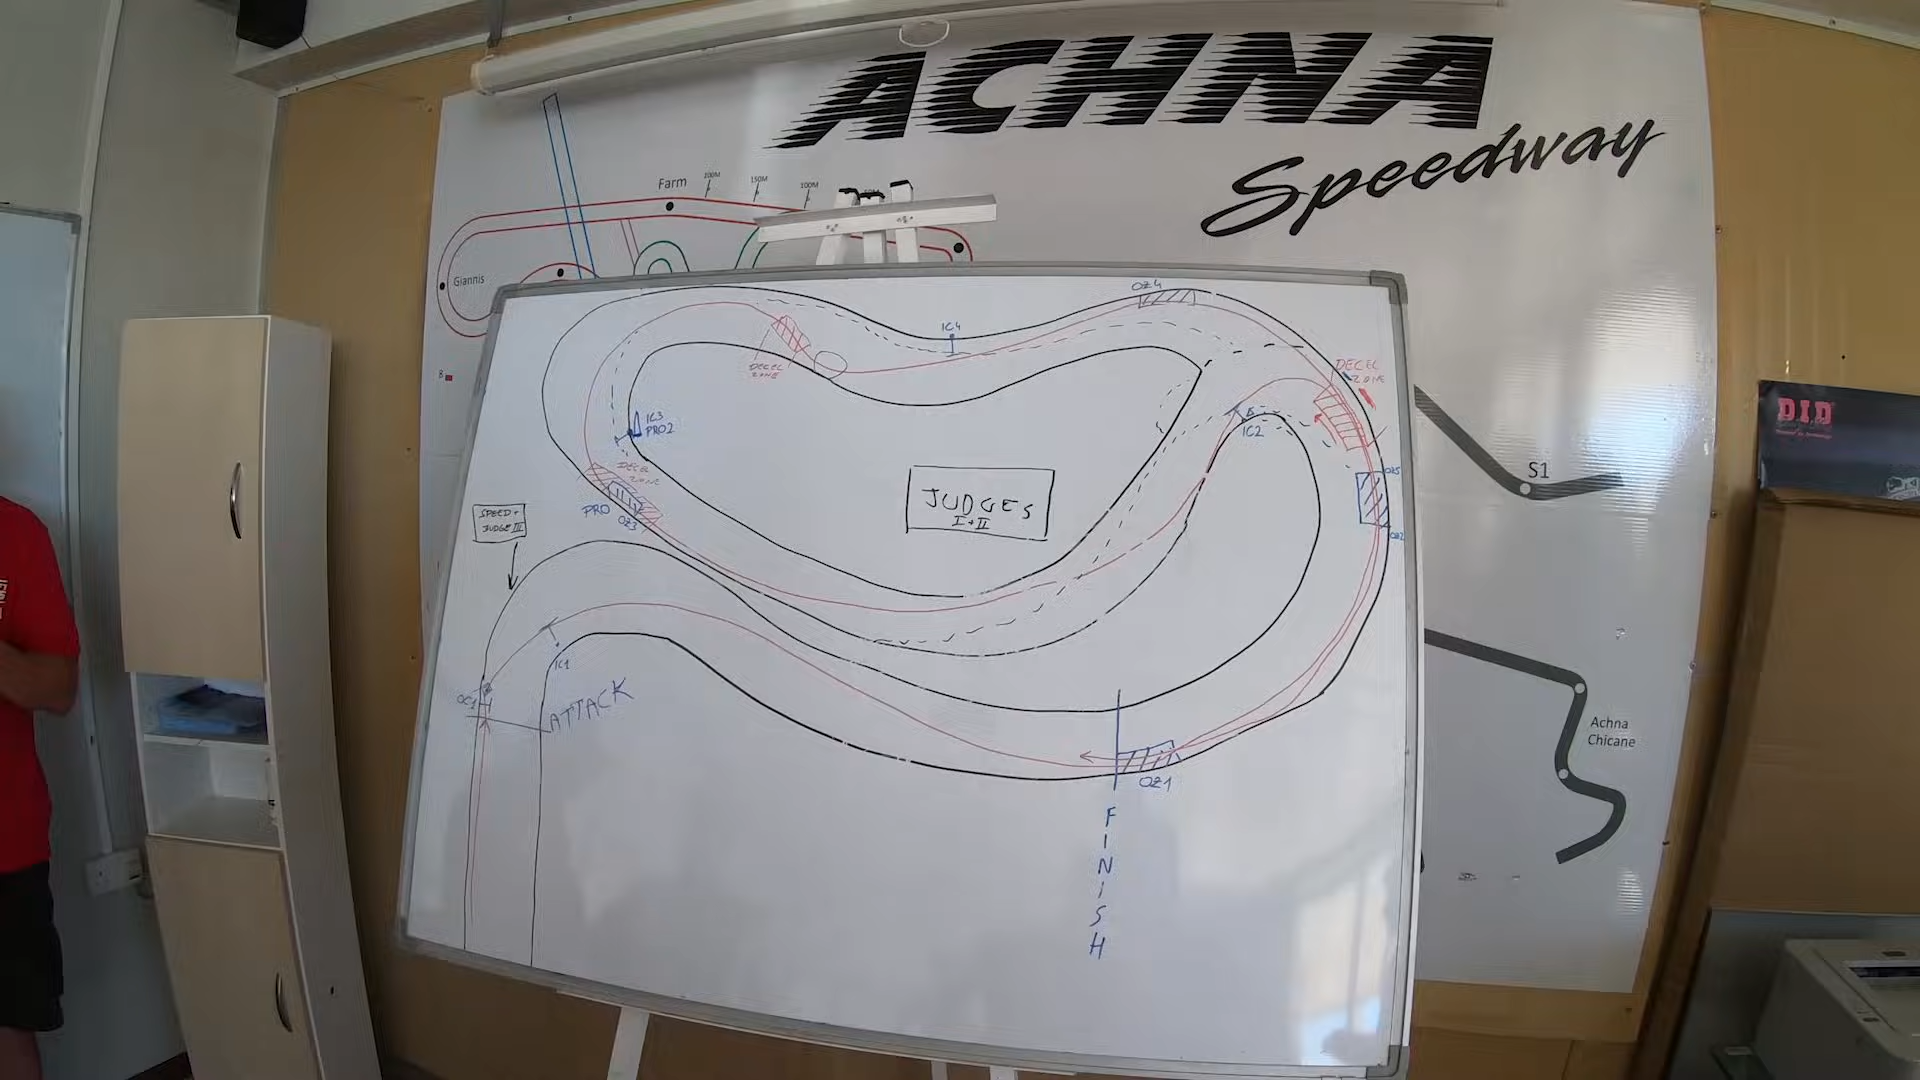 ACHNA
Speedway
Farm
200M
150M
100M
Giannis
8
OZ4
IC4
DECEL
ZONE
DECEL
ZONE
IC3
PRO2
IC2
DECEL
ZONE
PRO
OZ3
JUDGES
I+II
SPEED+
JUDGE III
OZ5
OZ2
IC1
OC1
ATTACK
OZ1
FINISH
S1
Achna
Chicane
D.I.D